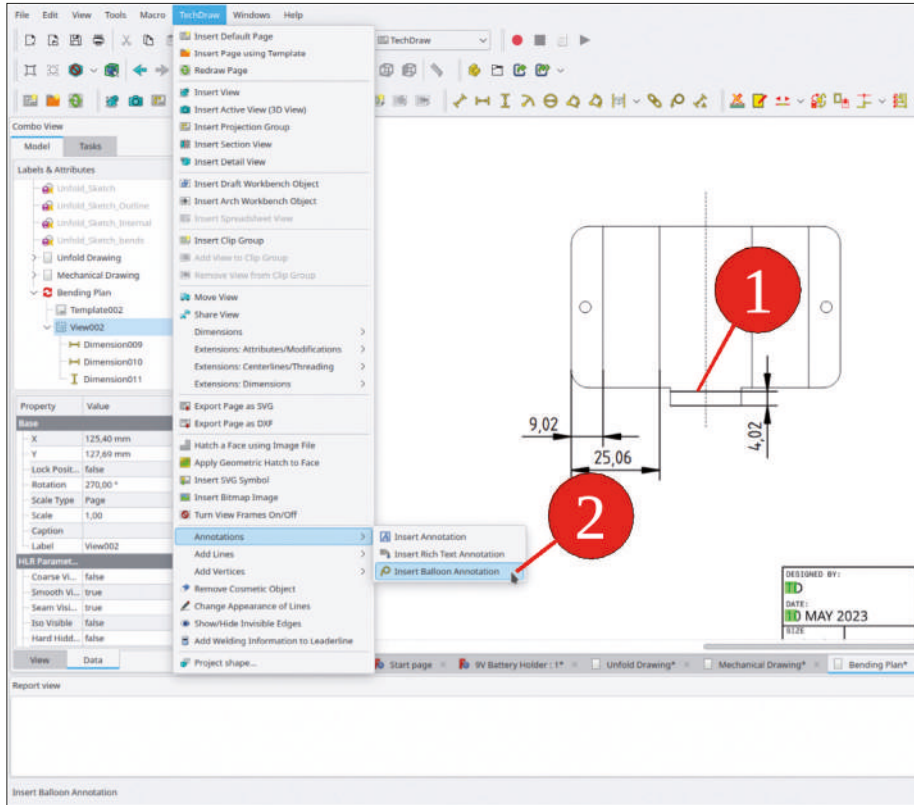 File Edit View Tools Macro TechDraw Windows Help
TechDraw
Combo View
Model Tasks
Labels & Attributes
Unfold_Sketch
Unfold_Sketch_Outline
Unfold_Sketch_Internal
Unfold_Sketch_bends
Unfold Drawing
Mechanical Drawing
Bending Plan
Template002
View002
Dimension009
Dimension010
Dimension011
Property Value
Base
X 125,40 mm
Y 127,69 mm
Lock Posit... false
Rotation 270,00 °
Scale Type Page
Scale 1,00
Caption
Label View002
HLR Paramet...
Coarse Vi... false
Smooth Vi... true
Seam Visi... true
Iso Visible false
Hard Hidd... false
View Data
Insert Default Page
Insert Page using Template
Redraw Page
Insert View
Insert Active View (3D View)
Insert Projection Group
Insert Section View
Insert Detail View
Insert Draft Workbench Object
Insert Arch Workbench Object
Insert Spreadsheet View
Insert Clip Group
Add View to Clip Group
Remove View from Clip Group
Move View
Share View
Dimensions
Extensions: Attributes/Modifications
Extensions: Centerlines/Threading
Extensions: Dimensions
Export Page as SVG
Export Page as DXF
Hatch a Face using Image File
Apply Geometric Hatch to Face
Insert SVG Symbol
Insert Bitmap Image
Turn View Frames On/Off
Annotations
Add Lines
Add Vertices
Remove Cosmetic Object
Change Appearance of Lines
Show/Hide Invisible Edges
Add Welding Information to Leaderline
Project shape...
Insert Annotation
Insert Rich Text Annotation
Insert Balloon Annotation
1
2
9,02
25,06
4,02
DESIGNED BY:
TD
DATE:
10 MAY 2023
SIZE
Start page 9V Battery Holder : 1* Unfold Drawing* Mechanical Drawing* Bending Plan*
Report view
Insert Balloon Annotation